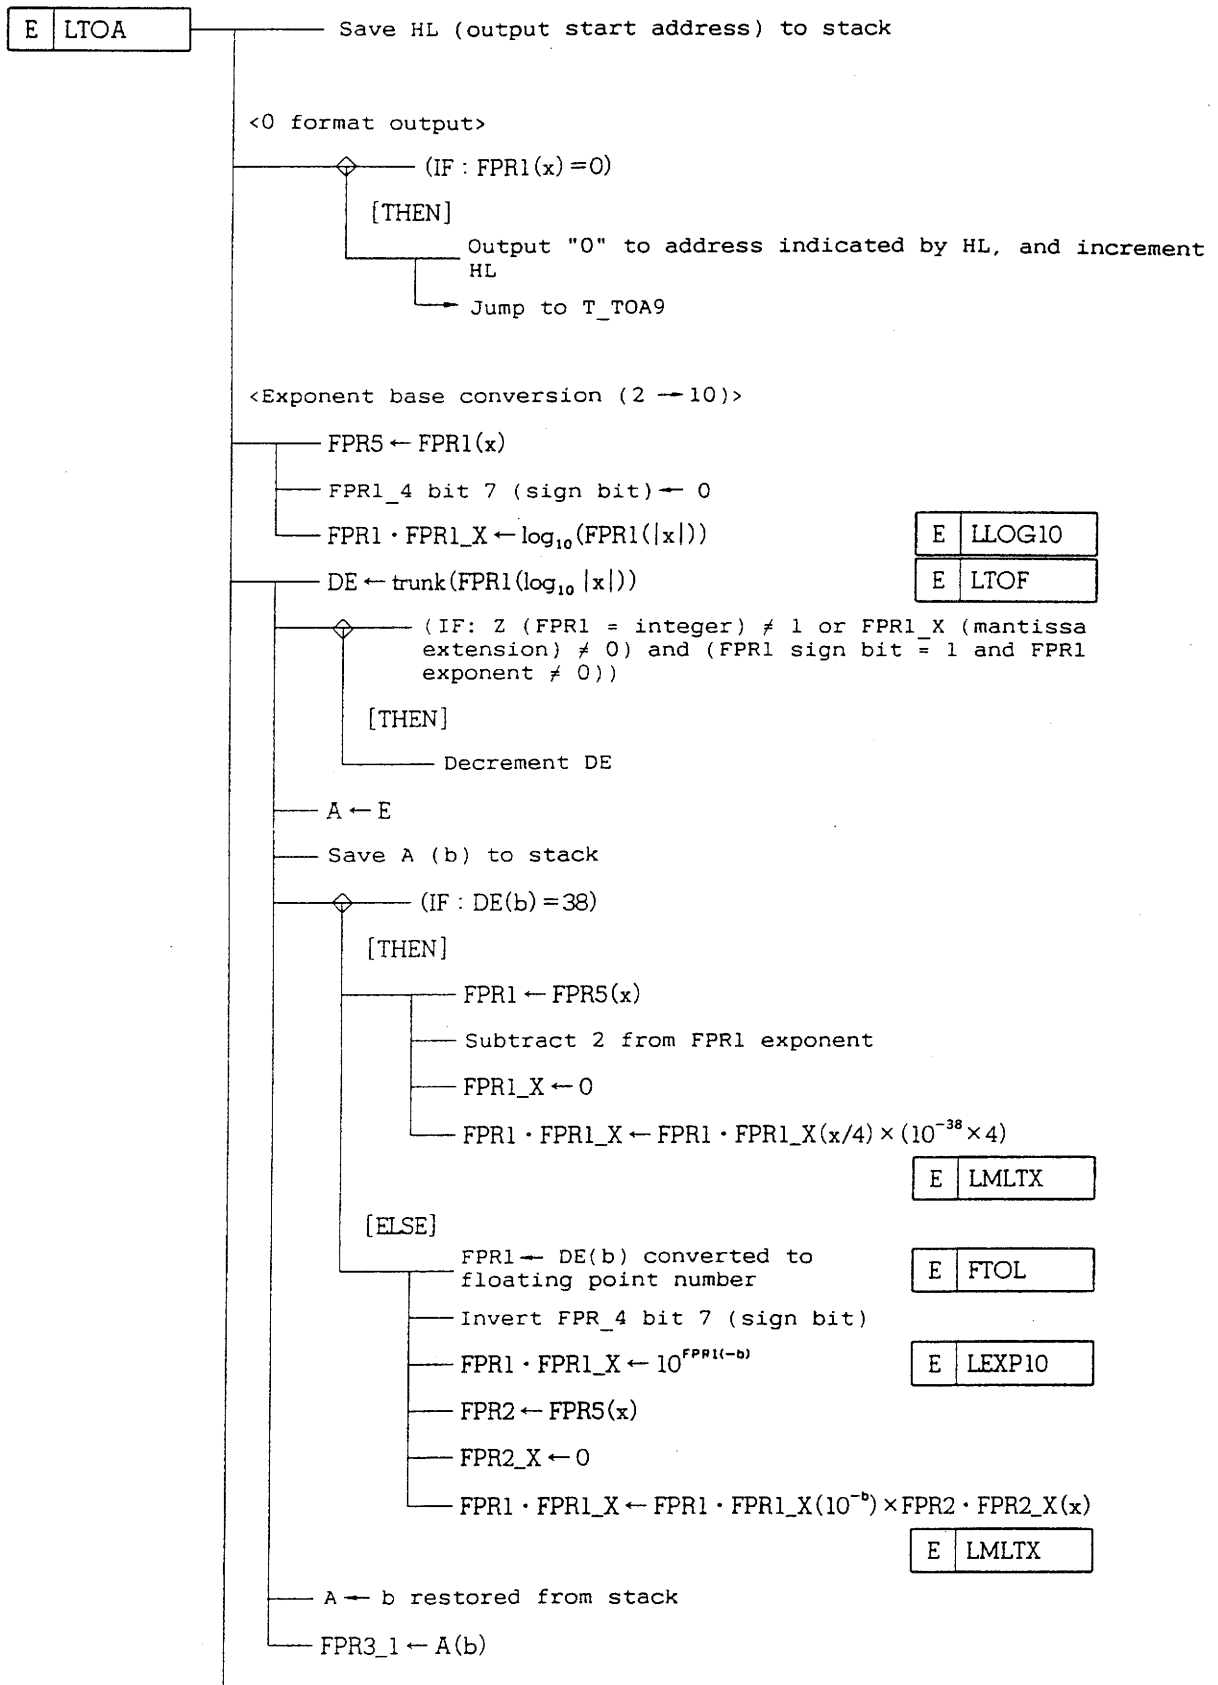 E LTOA
Save HL (output start address) to stack
<0 format output>
(IF : FPR1(x) =0)
[THEN]
Output "0" to address indicated by HL, and increment
HL
Jump to T_TOA9
<Exponent base conversion (2 → 10)>
FPR5 ← FPR1(x)
FPR1_4 bit 7 (sign bit) ← 0
FPR1 · FPR1_X ← log₁₀(FPR1(|x|))
E LLOG10
DE ← trunk(FPR1(log₁₀ |x|))
E LTOF
(IF: Z (FPR1 = integer) ≠ 1 or FPR1_X (mantissa
extension) ≠ 0) and (FPR1 sign bit = 1 and FPR1
exponent ≠ 0))
[THEN]
Decrement DE
A ← E
Save A (b) to stack
(IF : DE(b) =38)
[THEN]
FPR1 ← FPR5(x)
Subtract 2 from FPR1 exponent
FPR1_X ← 0
FPR1 · FPR1_X ← FPR1 · FPR1_X(x/4) × (10⁻³⁸ × 4)
E LMLTX
[ELSE]
FPR1 ← DE(b) converted to
floating point number
E FTOL
Invert FPR_4 bit 7 (sign bit)
FPR1 · FPR1_X ← 10^FPR1(-b)
E LEXP10
FPR2 ← FPR5(x)
FPR2_X ← 0
FPR1 · FPR1_X ← FPR1 · FPR1_X(10⁻ᵇ) × FPR2 · FPR2_X(x)
E LMLTX
A ← b restored from stack
FPR3_1 ← A(b)